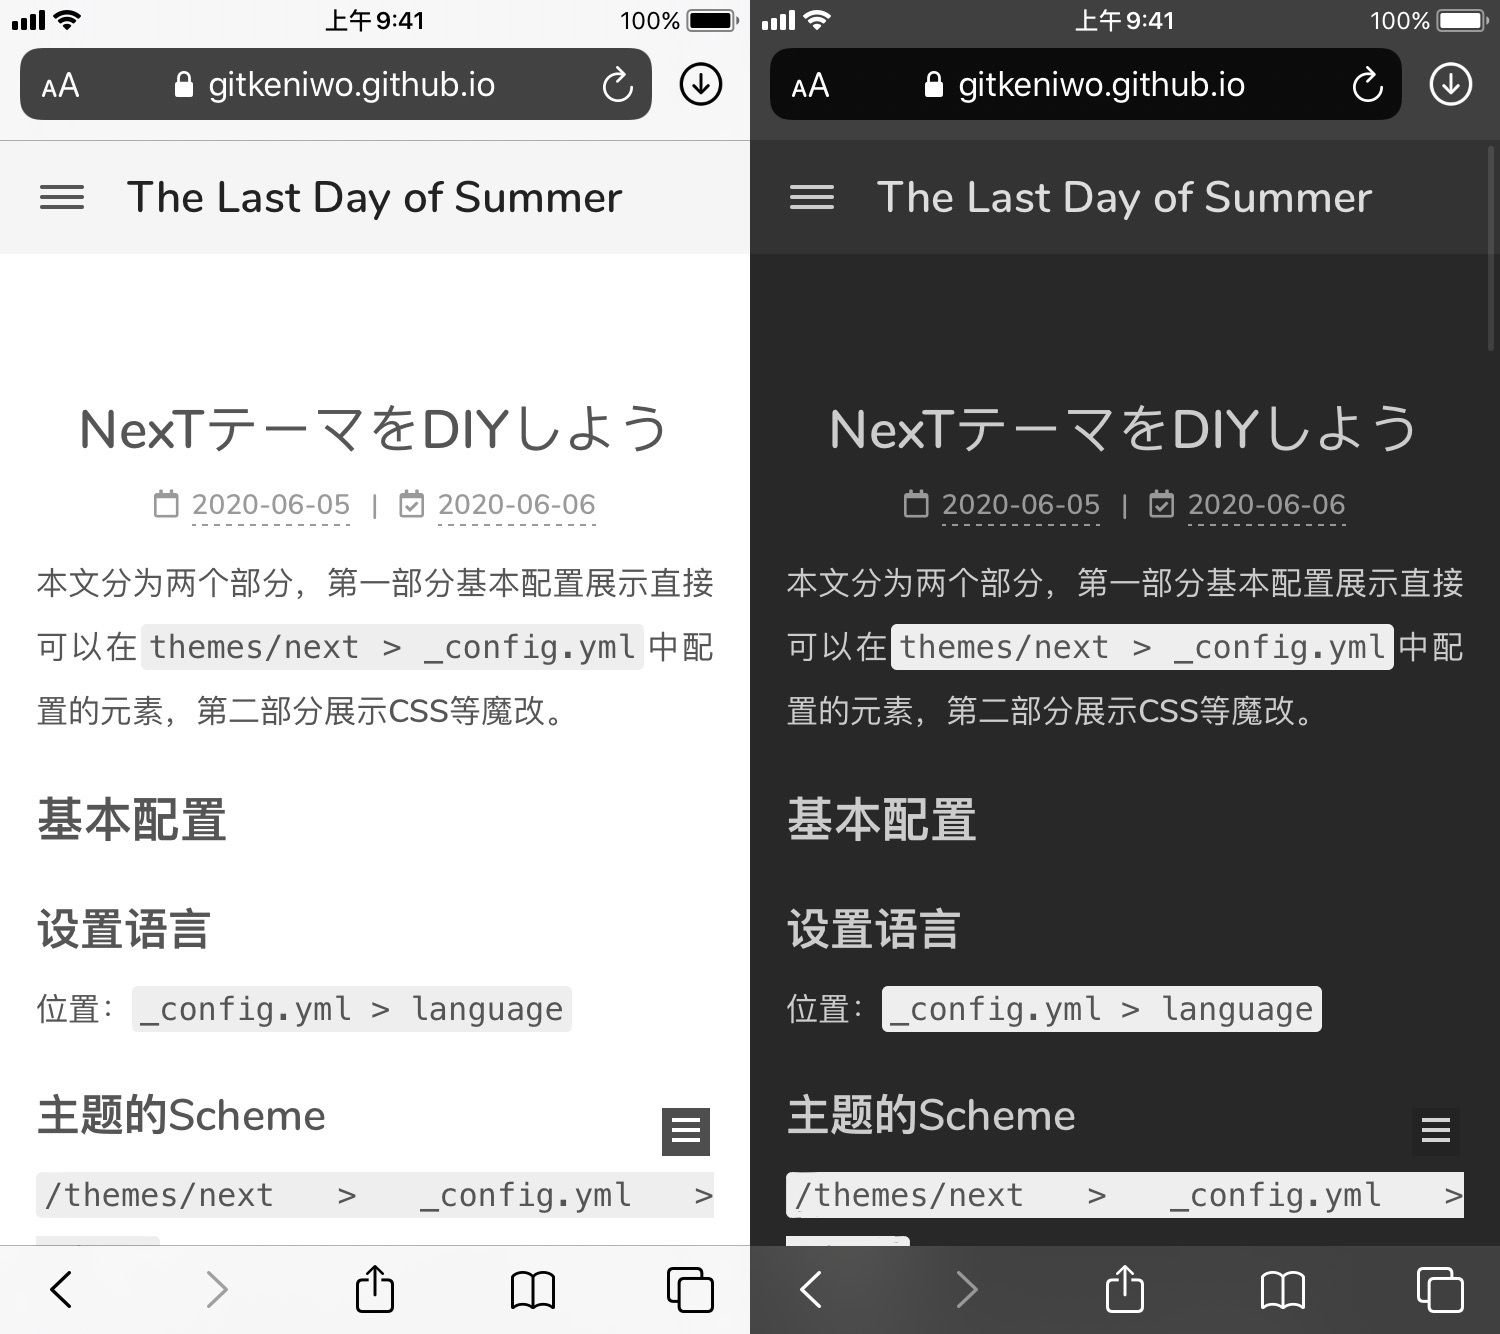 上午9:41
100%
AA
gitkeniwo.github.io
The Last Day of Summer
NexTテーマをDIYしよう
2020-06-05 | 2020-06-06
本文分为两个部分，第一部分基本配置展示直接
可以在 themes/next > _config.yml 中配
置的元素，第二部分展示CSS等魔改。
基本配置
设置语言
位置： _config.yml > language
主题的Scheme
/themes/next > _config.yml >
上午9:41
100%
AA
gitkeniwo.github.io
The Last Day of Summer
NexTテーマをDIYしよう
2020-06-05 | 2020-06-06
本文分为两个部分，第一部分基本配置展示直接
可以在 themes/next > _config.yml 中配
置的元素，第二部分展示CSS等魔改。
基本配置
设置语言
位置： _config.yml > language
主题的Scheme
/themes/next > _config.yml >